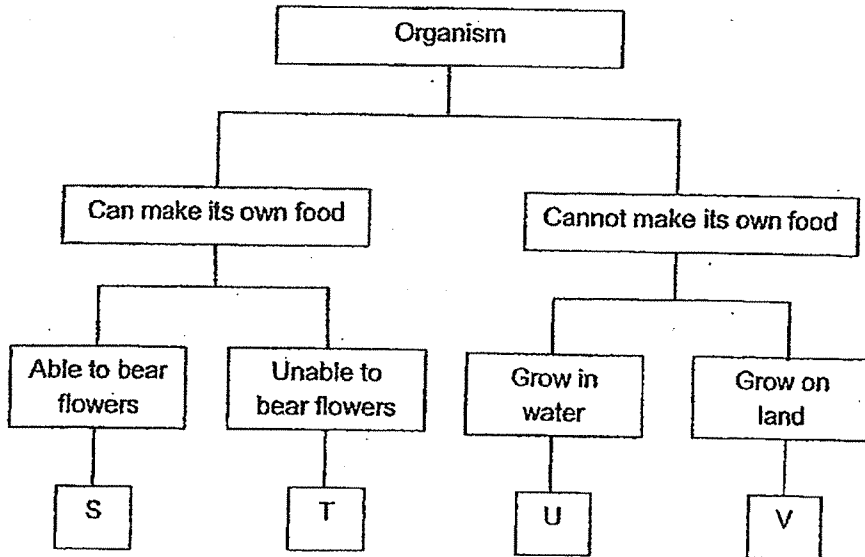 Organism
Can make its own food
Cannot make its own food
Able to bear
flowers
Unable to
bear flowers
Grow in
water
Grow on
land
S
T
U
V